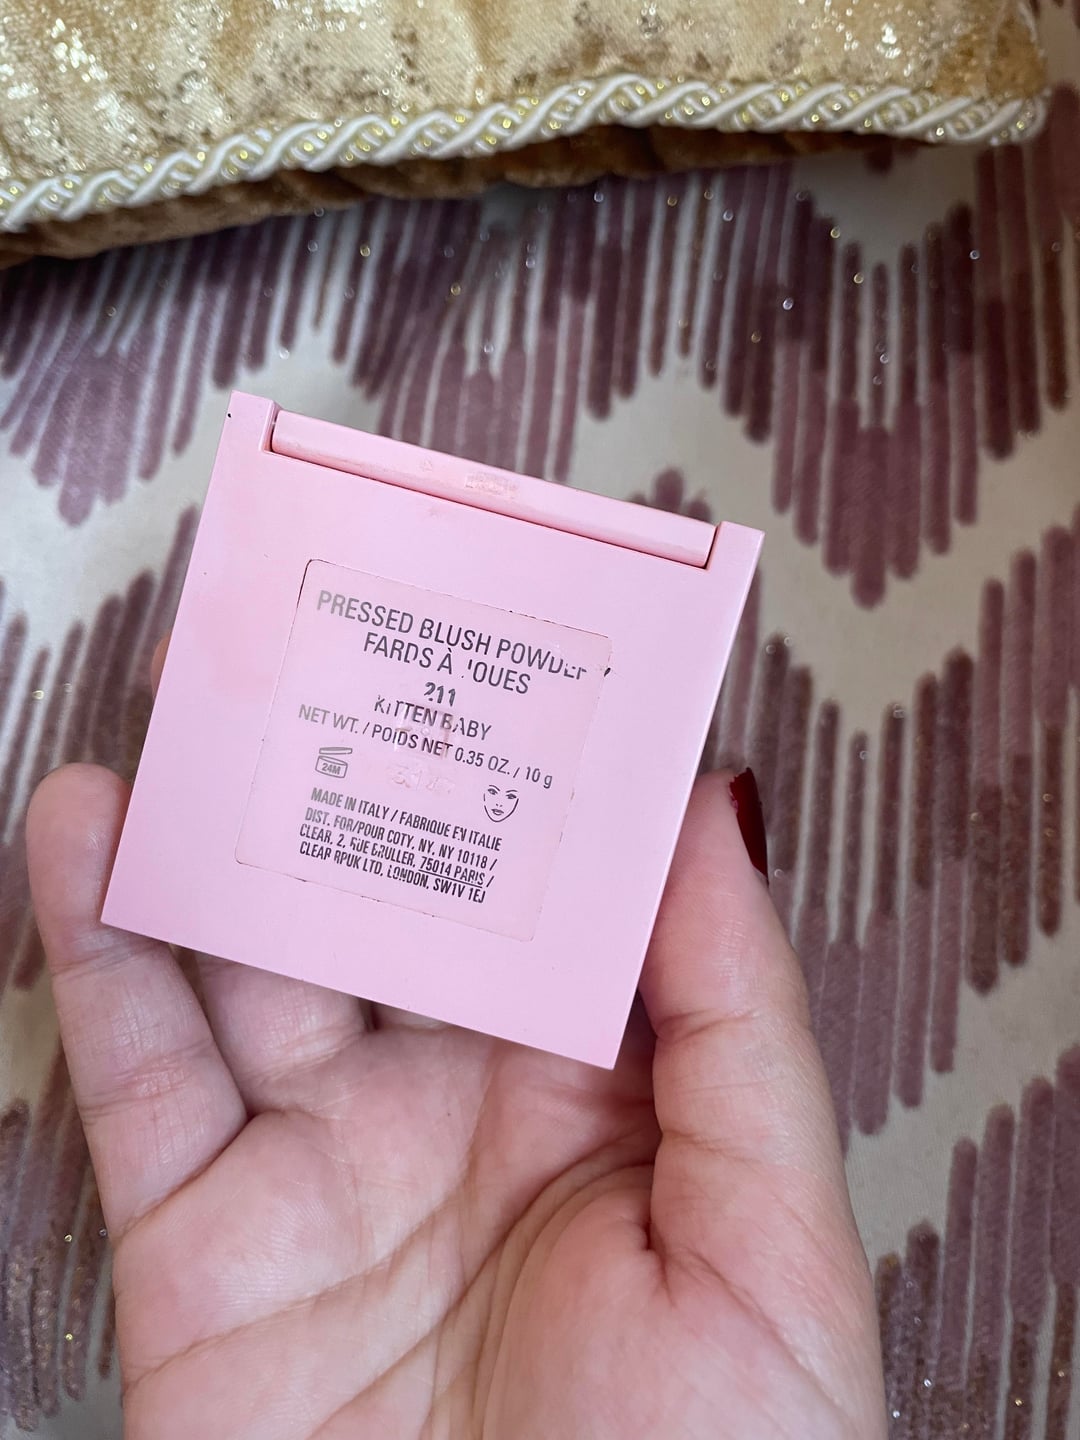 PRESSED BLUSH POWDER
FARDS À JOUES
211
KITTEN BABY
NET WT. / POIDS NET 0.35 OZ. / 10 g
24M
MADE IN ITALY / FABRIQUE EN ITALIE
DIST. FOR/POUR COTY, NY, NY 10118 /
CLEAR, 2, RUE BRULLER, 75014 PARIS /
CLEAR RPUK LTD, LONDON, SW1V 1EJ